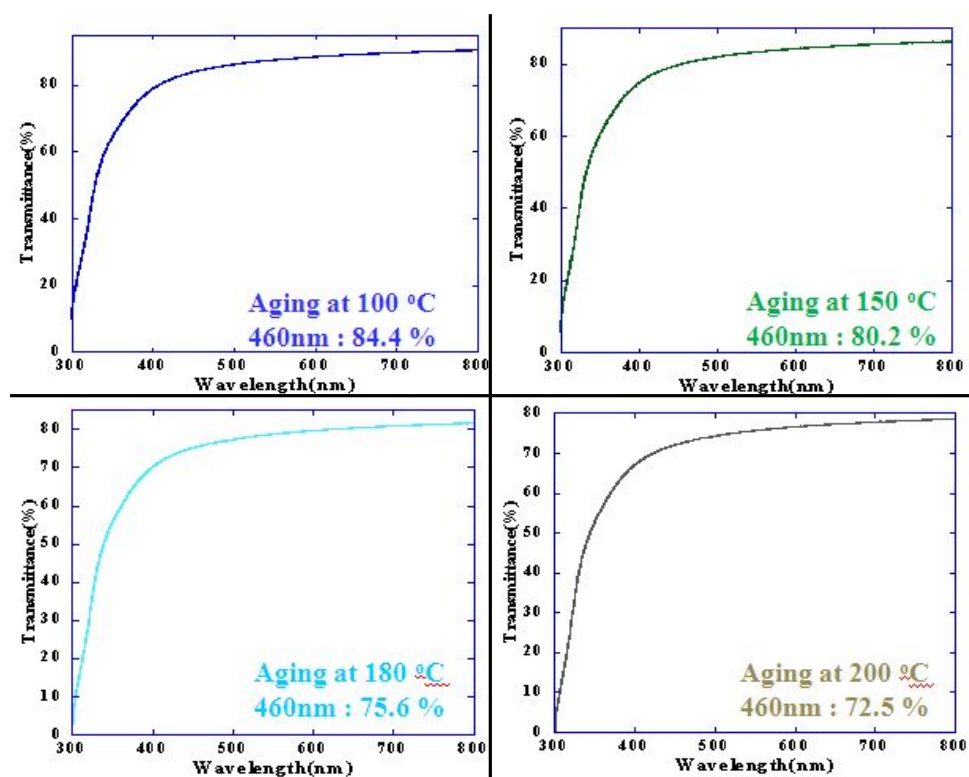 Transmittance(%)
80
60
40
20
0
300 400 500 600 700 800
Wavelength(nm)
Aging at 100 ºC
460nm : 84.4 %
Transmittance(%)
80
60
40
20
0
300 400 500 600 700 800
Wavelength(nm)
Aging at 150 ºC
460nm : 80.2 %
Transmittance(%)
80
70
60
50
40
30
20
10
0
300 400 500 600 700 800
Wavelength(nm)
Aging at 180 ºC
460nm : 75.6 %
Transmittance(%)
80
70
60
50
40
30
20
10
0
300 400 500 600 700 800
Wavelength(nm)
Aging at 200 ºC
460nm : 72.5 %